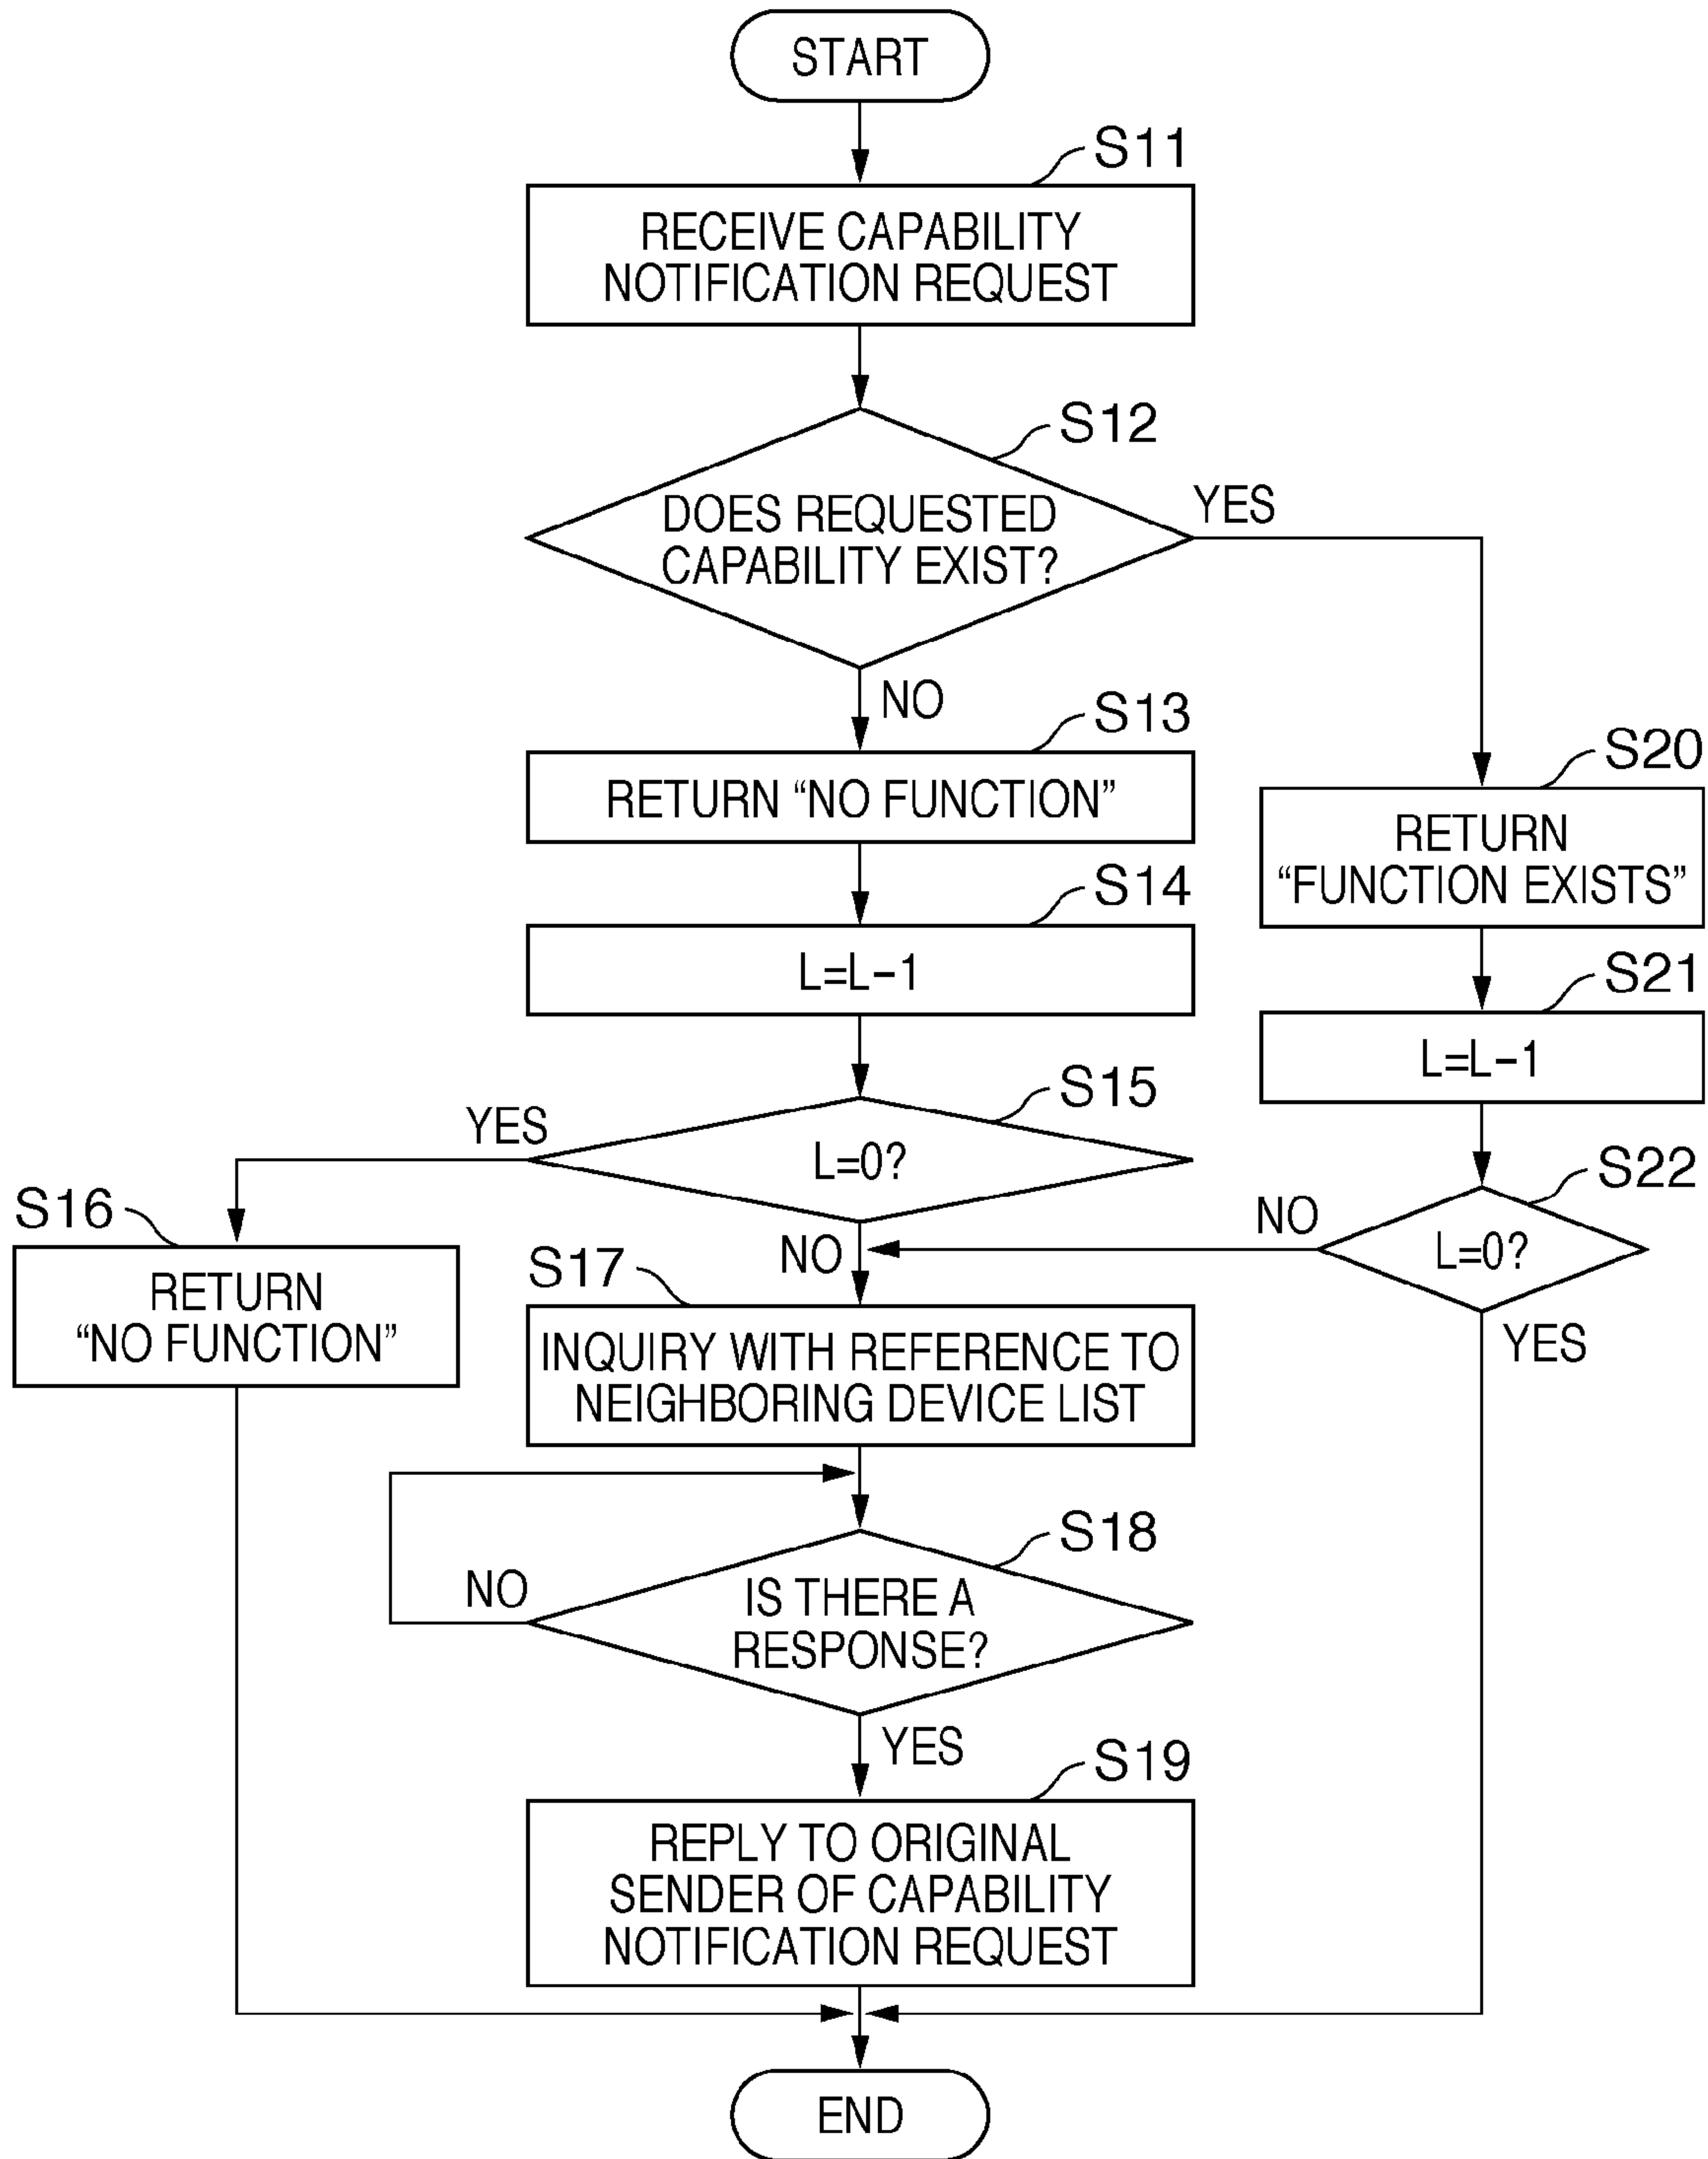 START
S11
RECEIVE CAPABILITY
NOTIFICATION REQUEST
S12
DOES REQUESTED
CAPABILITY EXIST?
YES
NO
S13
RETURN “NO FUNCTION”
S20
RETURN
“FUNCTION EXISTS”
S14
L=L−1
S21
L=L−1
S15
YES
L=0?
S22
NO
L=0?
YES
S16
RETURN
“NO FUNCTION”
NO
S17
INQUIRY WITH REFERENCE TO
NEIGHBORING DEVICE LIST
S18
NO
IS THERE A
RESPONSE?
YES
S19
REPLY TO ORIGINAL
SENDER OF CAPABILITY
NOTIFICATION REQUEST
END